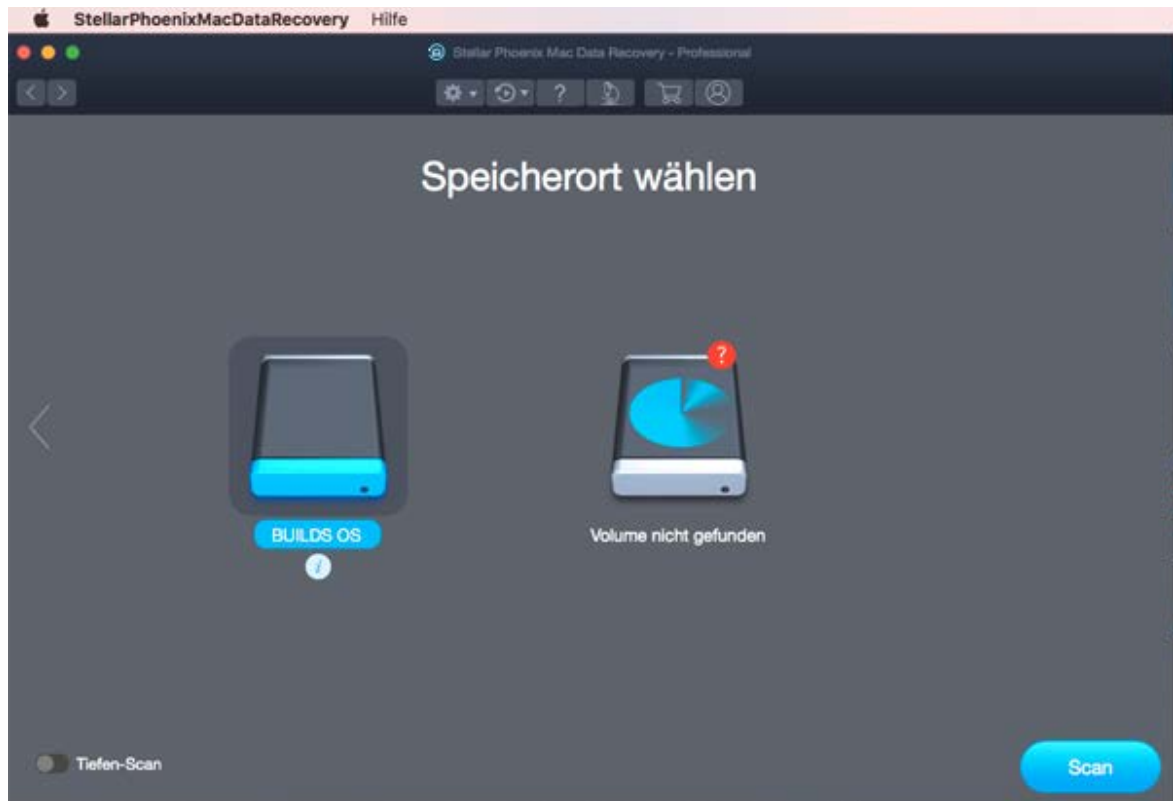 StellarPhoenixMacDataRecovery Hilfe
Stellar Phoenix Mac Data Recovery - Professional
?
Speicherort wählen
?
BUILDS OS
Volume nicht gefunden
i
Tiefen-Scan
Scan